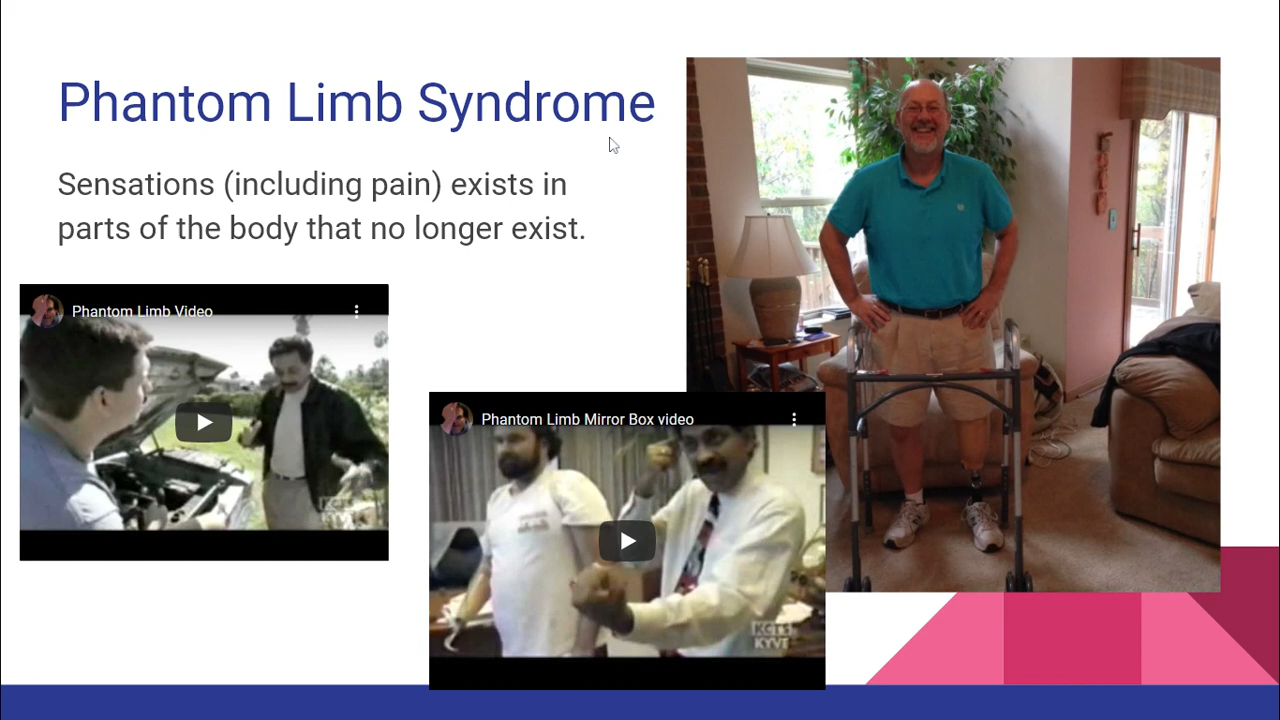 Phantom Limb Syndrome
Sensations (including pain) exists in
parts of the body that no longer exist.
Phantom Limb Video
KCTS
KYVE
Phantom Limb Mirror Box video
KCTS
KYVE